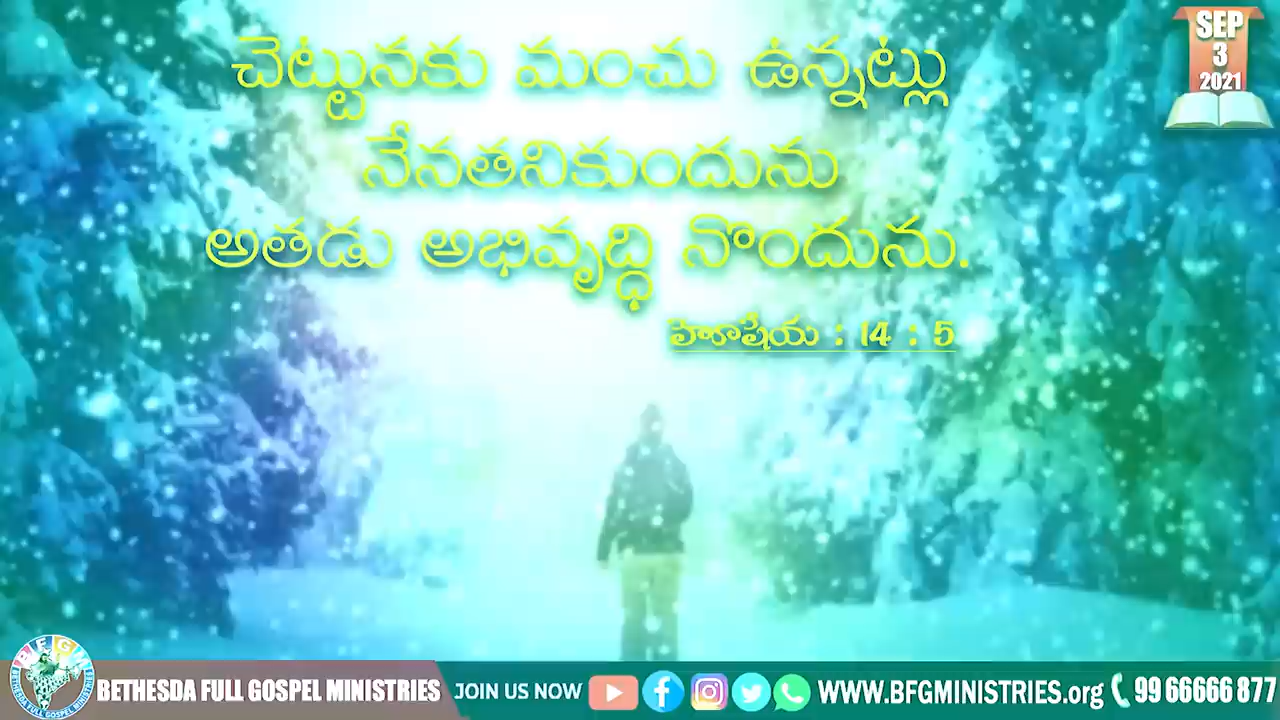 చెట్టునకు మంచు ఉన్నట్లు
నేనతనికుందును
అతడు అభివృద్ధి నొందును.
హోషేయ : 14 : 5
SEP
3
2021
BFGM
BETHESDA FULL GOSPEL MINISTRIES
JOIN US NOW
WWW.BFGMINISTRIES.org
99 66666 877